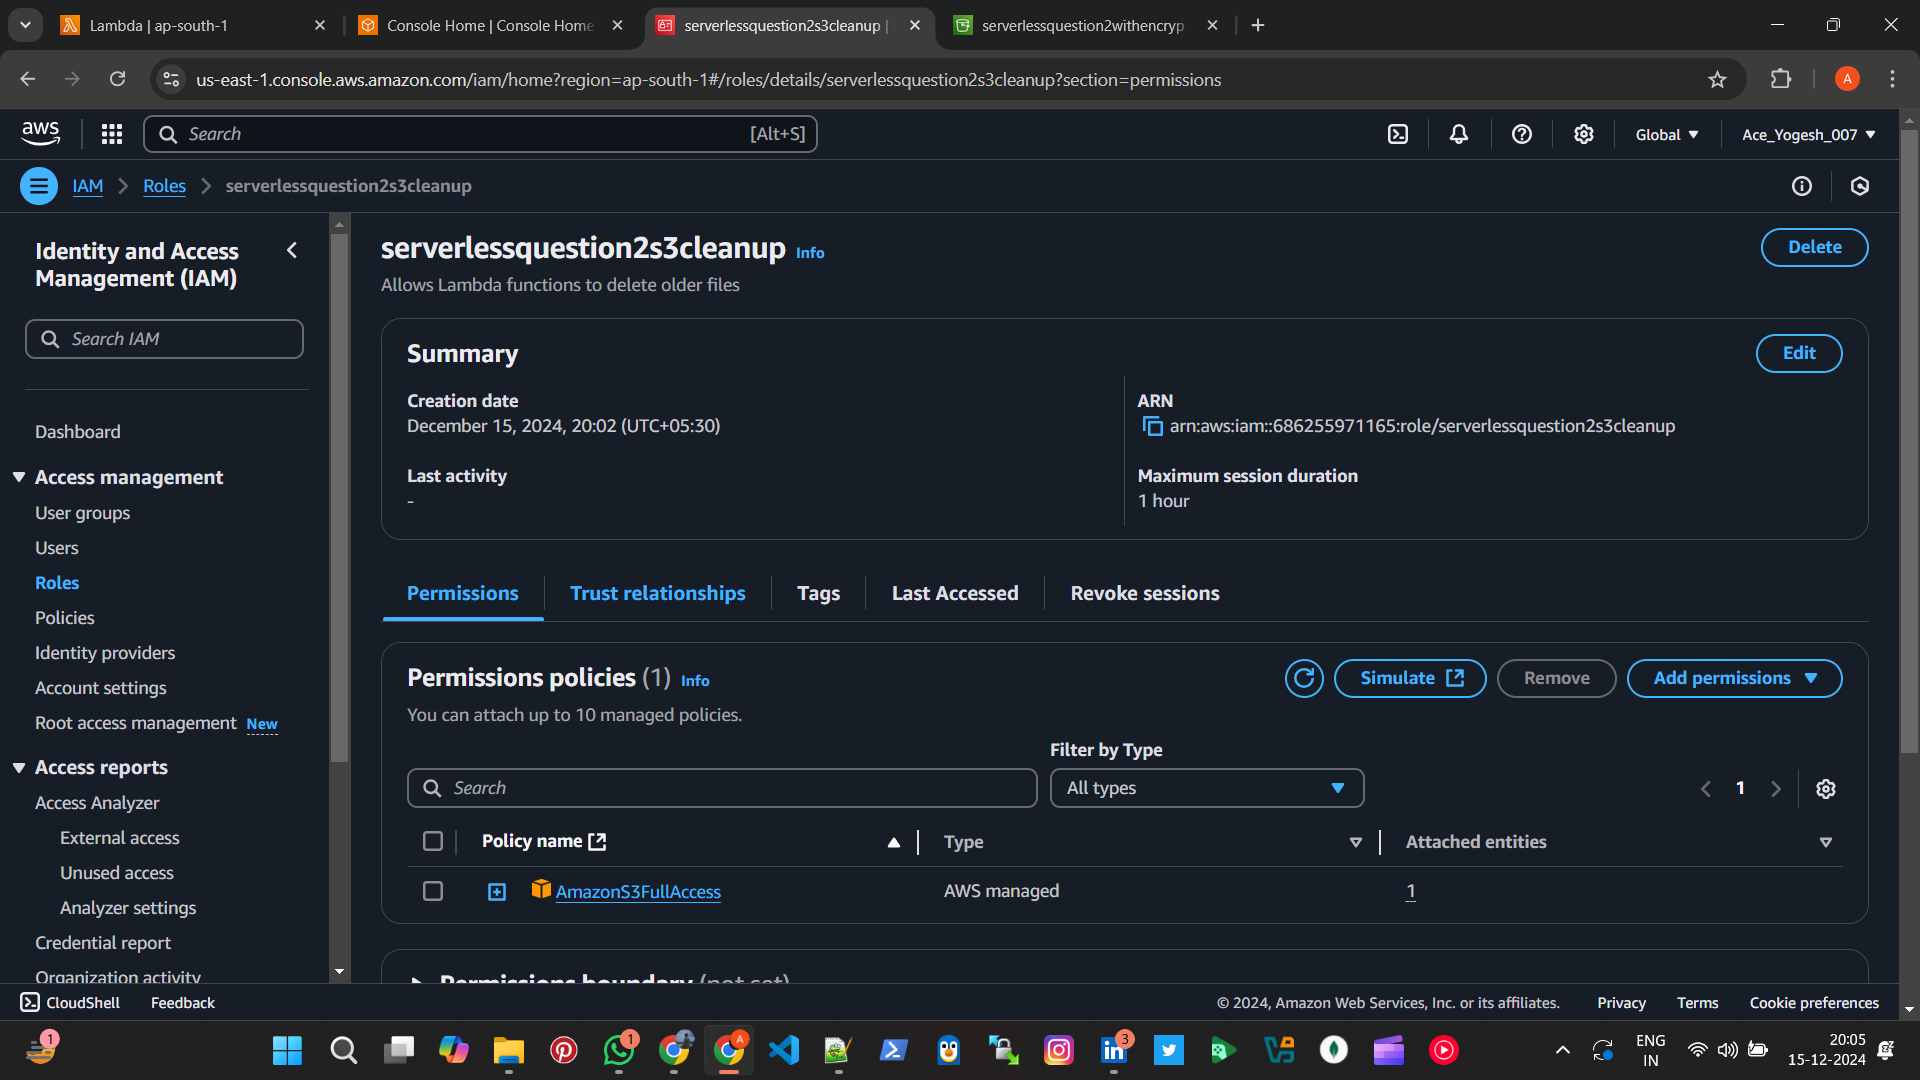 Lambda | ap-south-1
Console Home | Console Home
serverlessquestion2s3cleanup |
serverlessquestion2withencryp
us-east-1.console.aws.amazon.com/iam/home?region=ap-south-1#/roles/details/serverlessquestion2s3cleanup?section=permissions
A
aws
Search
[Alt+S]
Global
Ace_Yogesh_007
IAM
Roles
serverlessquestion2s3cleanup
Identity and Access
Management (IAM)
Search IAM
Dashboard
Access management
User groups
Users
Roles
Policies
Identity providers
Account settings
Root access management New
Access reports
Access Analyzer
External access
Unused access
Analyzer settings
Credential report
Organization activity
serverlessquestion2s3cleanup Info
Delete
Allows Lambda functions to delete older files
Summary
Edit
Creation date
December 15, 2024, 20:02 (UTC+05:30)
ARN
arn:aws:iam::686255971165:role/serverlessquestion2s3cleanup
Last activity
-
Maximum session duration
1 hour
Permissions
Trust relationships
Tags
Last Accessed
Revoke sessions
Permissions policies (1) Info
Simulate
Remove
Add permissions
You can attach up to 10 managed policies.
Filter by Type
Search
All types
1
Policy name
Type
Attached entities
AmazonS3FullAccess
AWS managed
1
Permissions boundary (not set)
CloudShell
Feedback
© 2024, Amazon Web Services, Inc. or its affiliates.
Privacy
Terms
Cookie preferences
1
1
A
3
ENG
IN
20:05
15-12-2024